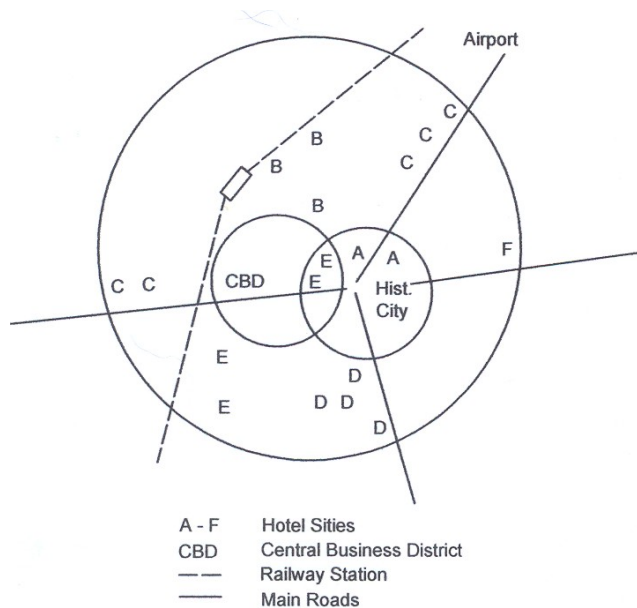 Airport
C
C
B
C
B
B
F
A
A
E
C
C
CBD
E
Hist.
City
E
D
E
D
D
D
A - F Hotel Sities
CBD Central Business District
Railway Station
Main Roads